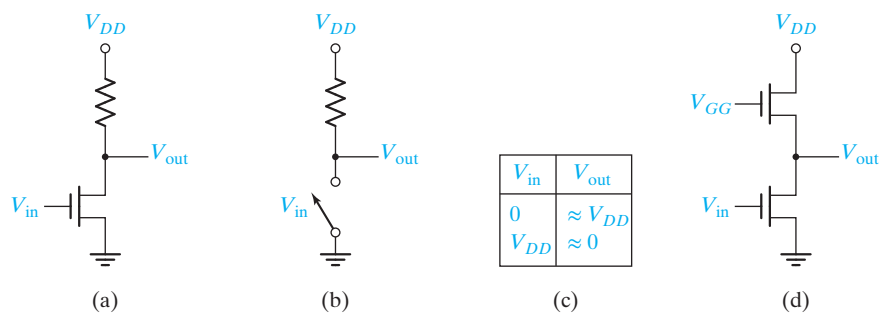 V_DD
V_out
V_in
(a)
V_DD
V_out
V_in
(b)
V_in V_out
0 ≈ V_DD
V_DD ≈ 0
(c)
V_DD
V_GG
V_out
V_in
(d)